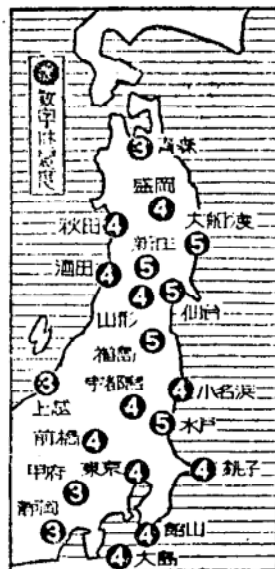 数字は震度
③
青森
盛岡
④
大船渡
秋田
④
⑤
新庄
酒田
④
⑤
④
⑤
山形
仙台
福島
⑤
③
宇都宮
④
小名浜
上越
④
⑤
水戸
前橋
④
甲府
東京
④
④
銚子
③
静岡
③
④
館山
④
大島